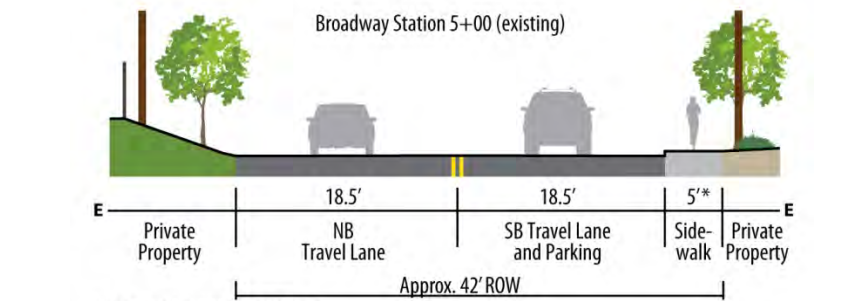 Broadway Station 5+00 (existing)
18.5’ 18.5’ 5’*
E E
Private Property
NB Travel Lane
SB Travel Lane and Parking
Side-walk
Private Property
Approx. 42’ ROW